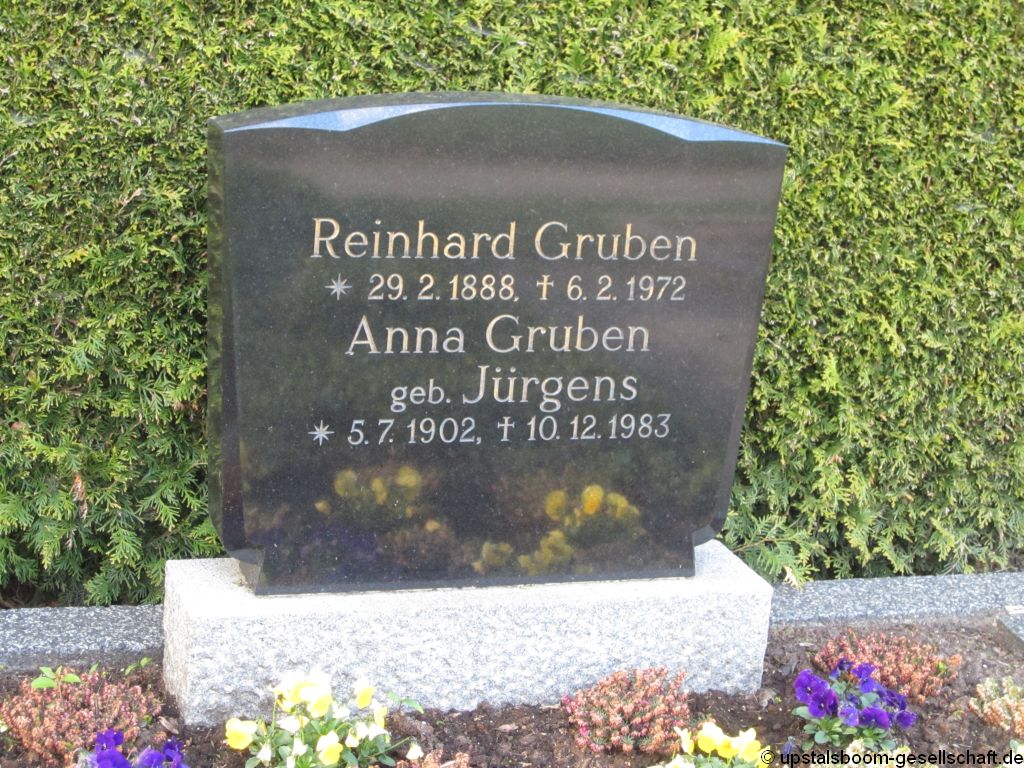 Reinhard Gruben
* 29. 2. 1888, † 6. 2. 1972
Anna Gruben
geb. Jürgens
* 5. 7. 1902, † 10. 12. 1983
© upstalsboom-gesellschaft.de